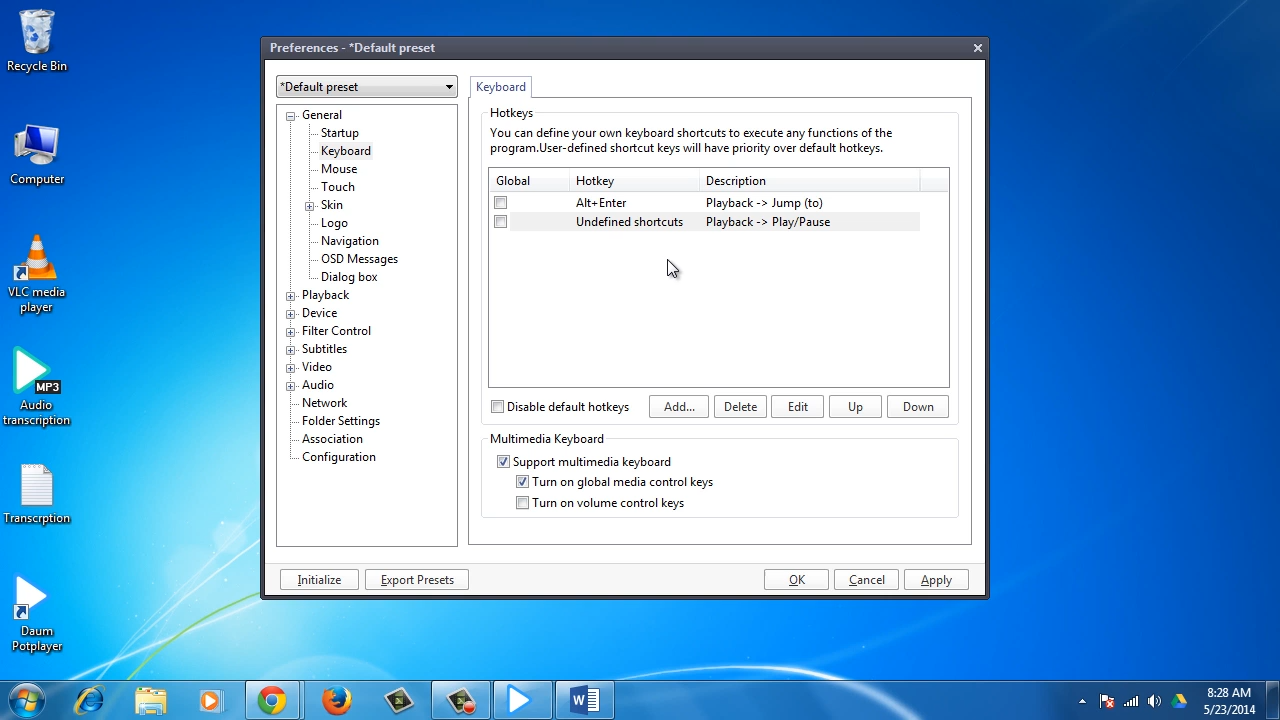 Recycle Bin
Computer
VLC media
player
MP3
Audio
transcription
Transcrption
Daum
Potplayer
Preferences - *Default preset
*Default preset
General
Startup
Keyboard
Mouse
Touch
Skin
Logo
Navigation
OSD Messages
Dialog box
Playback
Device
Filter Control
Subtitles
Video
Audio
Network
Folder Settings
Association
Configuration
Keyboard
Hotkeys
You can define your own keyboard shortcuts to execute any functions of the
program.User-defined shortcut keys will have priority over default hotkeys.
Global Hotkey Description
Alt+Enter Playback -> Jump (to)
Undefined shortcuts Playback -> Play/Pause
Disable default hotkeys Add... Delete Edit Up Down
Multimedia Keyboard
Support multimedia keyboard
Turn on global media control keys
Turn on volume control keys
Initialize Export Presets OK Cancel Apply
W
8:28 AM
5/23/2014